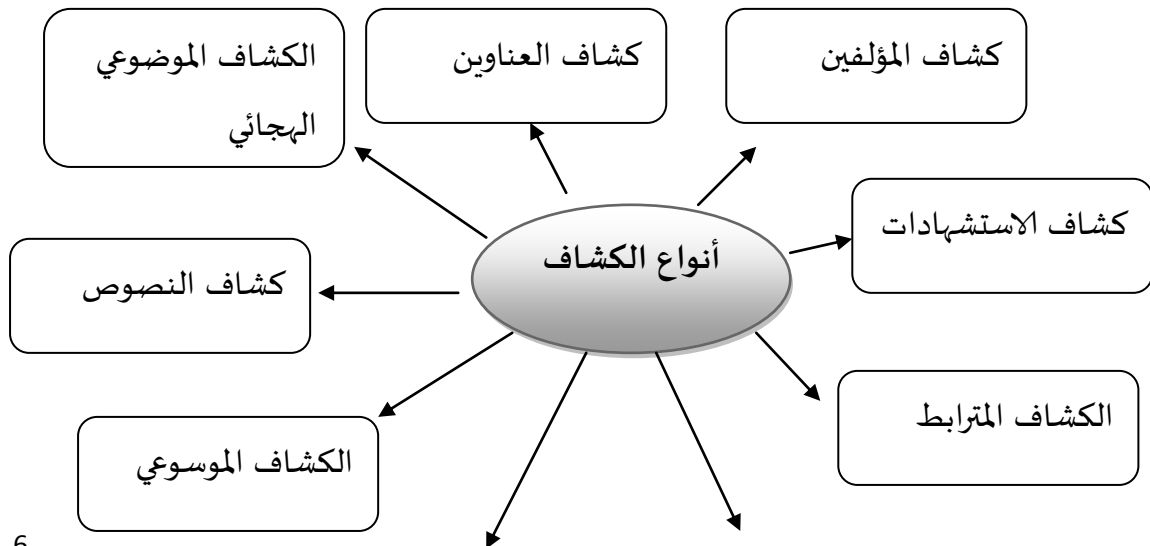 كشاف المؤلفين
كشاف العناوين
الكشاف الموضوعي
الهجائي
كشاف الاستشهادات
أنواع الكشاف
كشاف النصوص
الكشاف المترابط
الكشاف الموسوعي
6